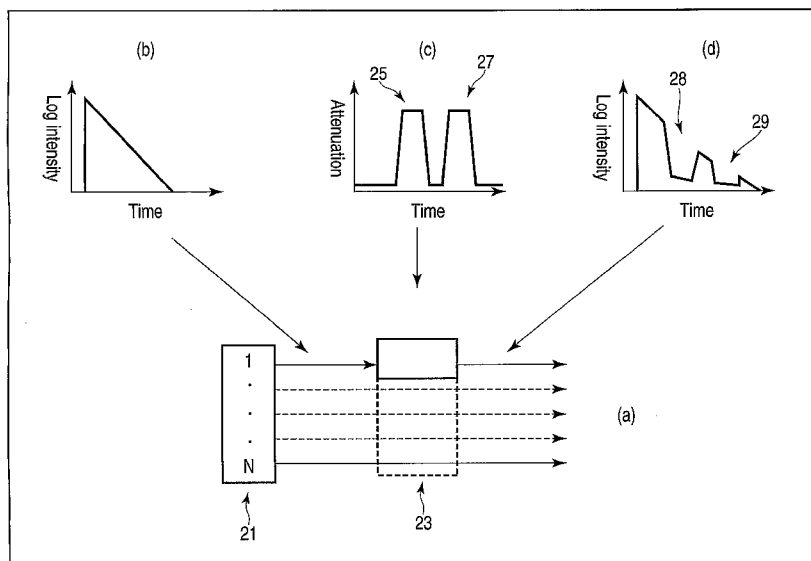 (b)
(c)
(d)
25
27
28
29
Log intensity
Attenuation
Log intensity
Time
Time
Time
1
.
.
.
N
(a)
21
23